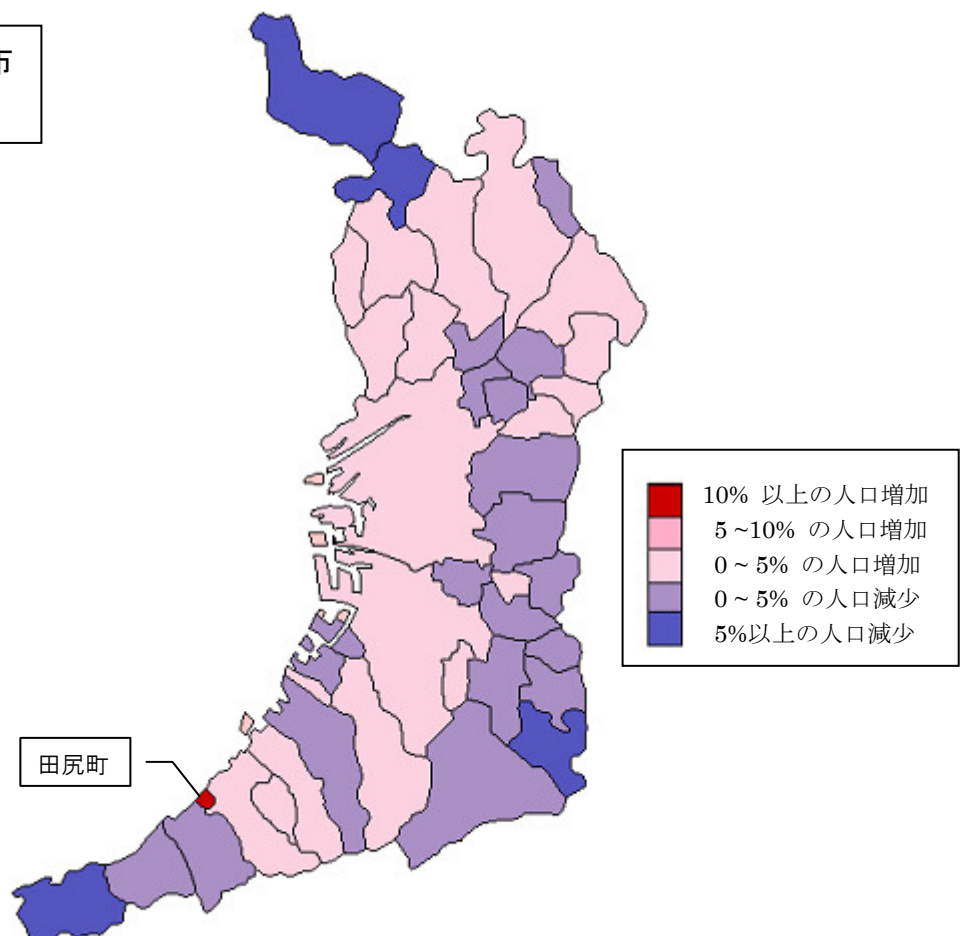 市
10% 以上の人口増加
5 ~10% の人口増加
0 ~ 5% の人口増加
0 ~ 5% の人口減少
5%以上の人口減少
田尻町